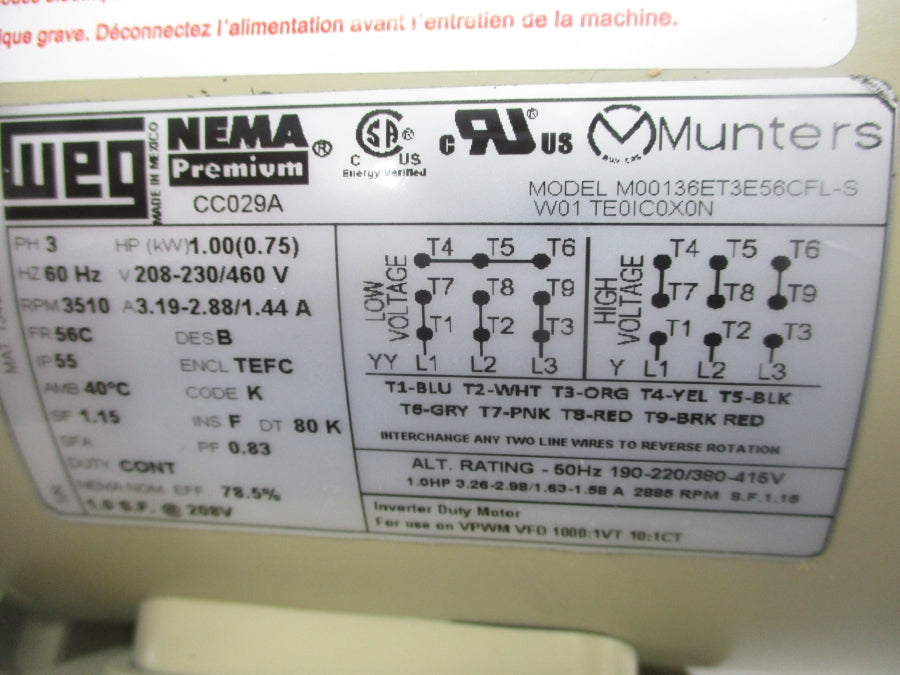 ique grave. Déconnectez l'alimentation avant l'entretien de la machine.
WEG
MADE IN MEXICO
NEMA
Premium ®
CC029A
SA ®
C US
Energy Verified
C RU ® US
Munters
MODEL M00136ET3E56CFL-S
W01 TE0IC0X0N
PH 3 HP (kW) 1.00(0.75)
HZ 60 Hz V 208-230/460 V
RPM 3510 A 3.19-2.88/1.44 A
FR 56C DES B
IP 55 ENCL TEFC
AMB 40°C CODE K
SF 1.15 INS F DT 80 K
SFA PF 0.83
DUTY CONT
NEMA NOM EFF 78.5%
1.0 S.F. @ 208V
LOW VOLTAGE
T4 T5 T6
T7 T8 T9
T1 T2 T3
YY L1 L2 L3
HIGH VOLTAGE
T4 T5 T6
T7 T8 T9
T1 T2 T3
Y L1 L2 L3
T1-BLU T2-WHT T3-ORG T4-YEL T5-BLK
T6-GRY T7-PNK T8-RED T9-BRK RED
INTERCHANGE ANY TWO LINE WIRES TO REVERSE ROTATION
ALT. RATING - 50Hz 190-220/380-415V
1.0HP 3.26-2.98/1.63-1.58 A 2885 RPM S.F.1.15
Inverter Duty Motor
For use on VPWM VFD 1000:1VT 10:1CT